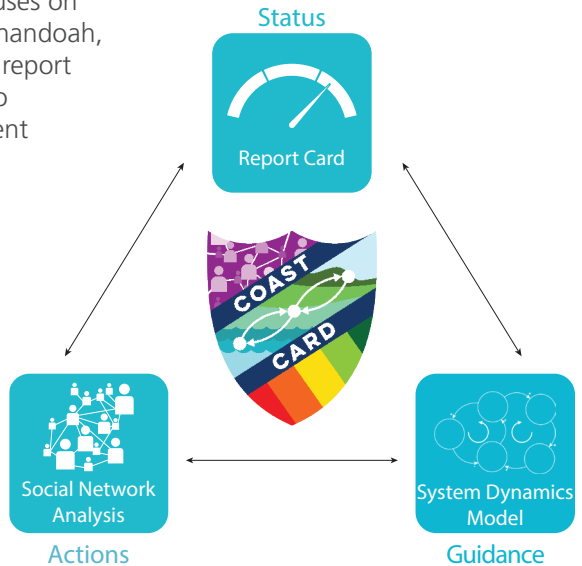 uses on
nandoah,
report
o
ent
Status
Report Card
COAST
CARD
Social Network
Analysis
Actions
System Dynamics
Model
Guidance